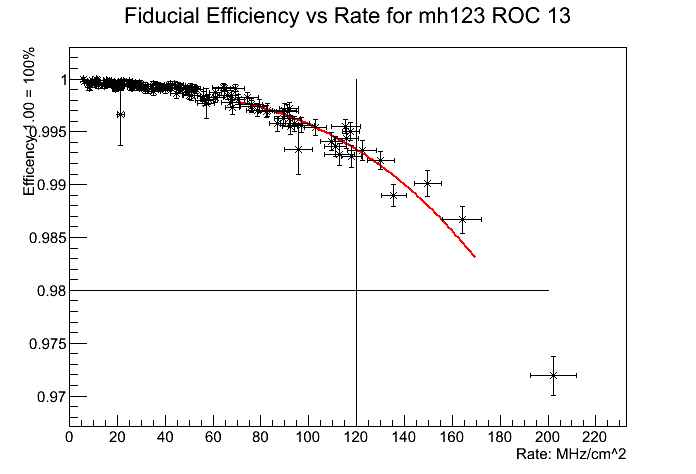 Fiducial Efficiency vs Rate for mh123 ROC 13
Efficency 1.00 = 100%
1
0.995
0.99
0.985
0.98
0.975
0.97
0 20 40 60 80 100 120 140 160 180 200 220
Rate: MHz/cm^2